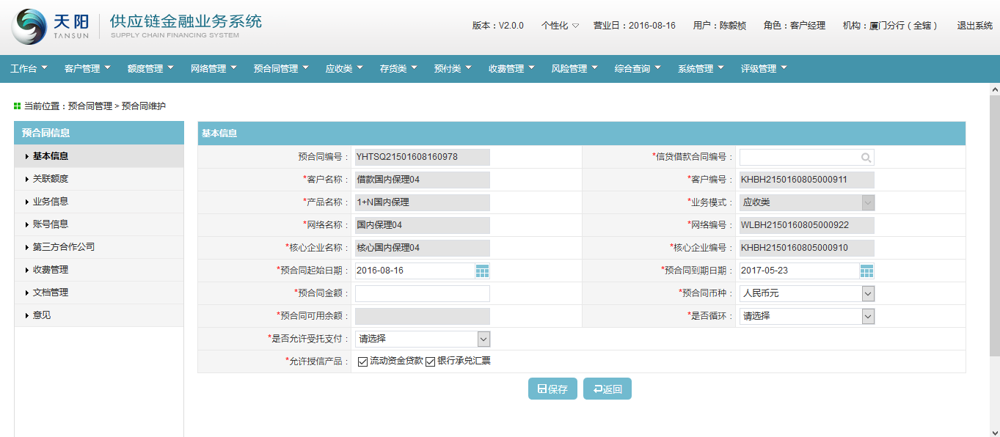 天阳 供应链金融业务系统
TANSUN SUPPLY CHAIN FINANCING SYSTEM
版本：V2.0.0 个性化 营业日：2016-08-16 用户：陈毅桢 角色：客户经理 机构：厦门分行（全辖） 退出系统
工作台 客户管理 额度管理 网络管理 预合同管理 应收类 存货类 预付类 收费管理 风险管理 综合查询 系统管理 评级管理
当前位置：预合同管理 > 预合同维护
预合同信息
基本信息
关联额度
业务信息
账号信息
第三方合作公司
收费管理
文档管理
意见
基本信息
预合同编号： YHTSQ21501608160978 *信贷借款合同编号：
*客户名称： 借款国内保理04 *客户编号： KHBH2150160805000911
*产品名称： 1+N国内保理 *业务模式： 应收类
*网络名称： 国内保理04 *网络编号： WLBH2150160805000922
*核心企业名称： 核心国内保理04 *核心企业编号： KHBH2150160805000910
*预合同起始日期： 2016-08-16 *预合同到期日期： 2017-05-23
*预合同金额： *预合同币种： 人民币元
*预合同可用余额： *是否循环： 请选择
*是否允许受托支付： 请选择
*允许授信产品： 流动资金贷款 银行承兑汇票
保存 返回